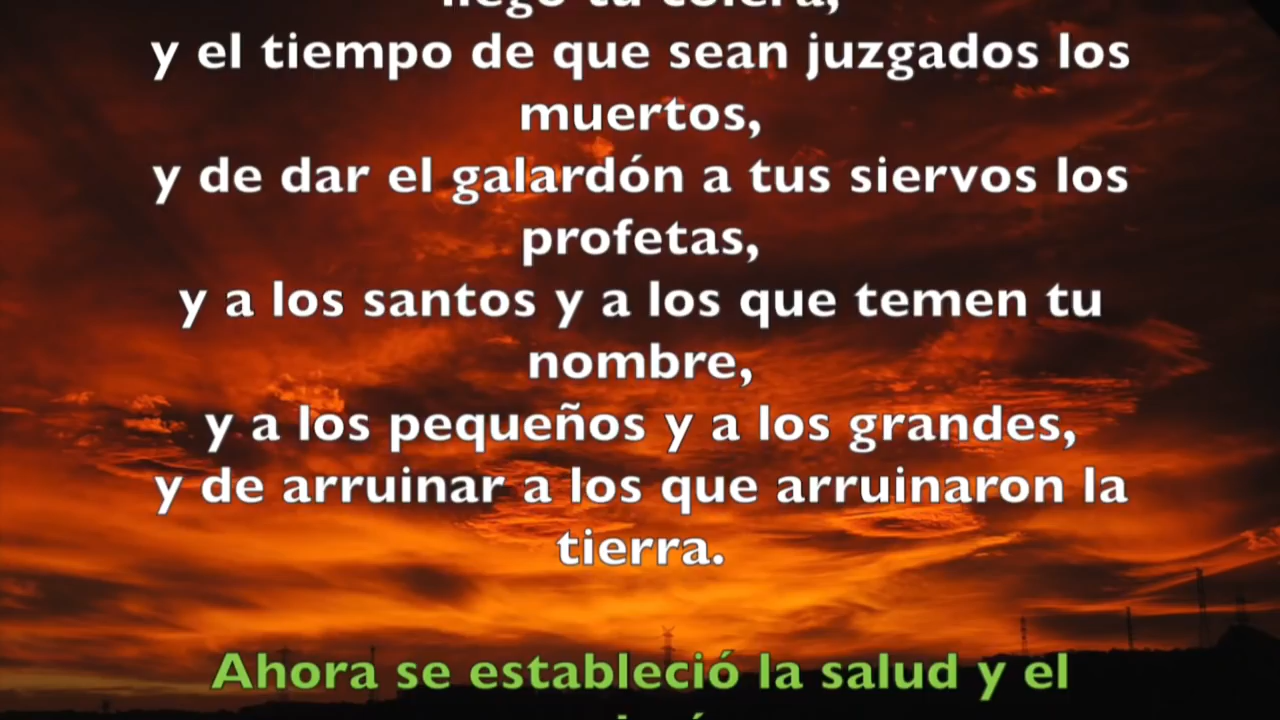 llegó tu cólera,
y el tiempo de que sean juzgados los
muertos,
y de dar el galardón a tus siervos los
profetas,
y a los santos y a los que temen tu
nombre,
y a los pequeños y a los grandes,
y de arruinar a los que arruinaron la
tierra.
Ahora se estableció la salud y el